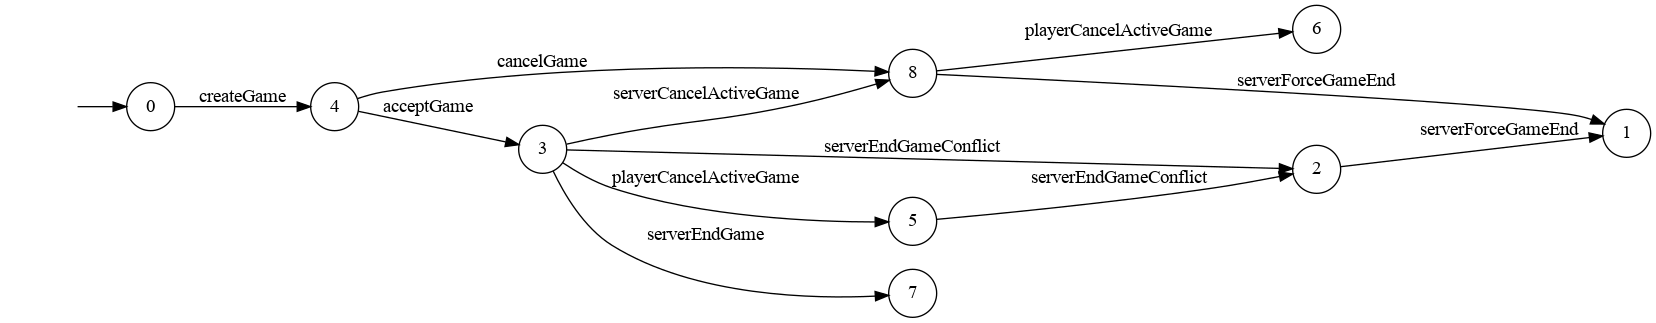 playerCancelActiveGame
6
cancelGame
8
serverForceGameEnd
serverCancelActiveGame
createGame
acceptGame
0
4
1
serverForceGameEnd
serverEndGameConflict
3
2
playerCancelActiveGame
serverEndGameConflict
5
serverEndGame
7